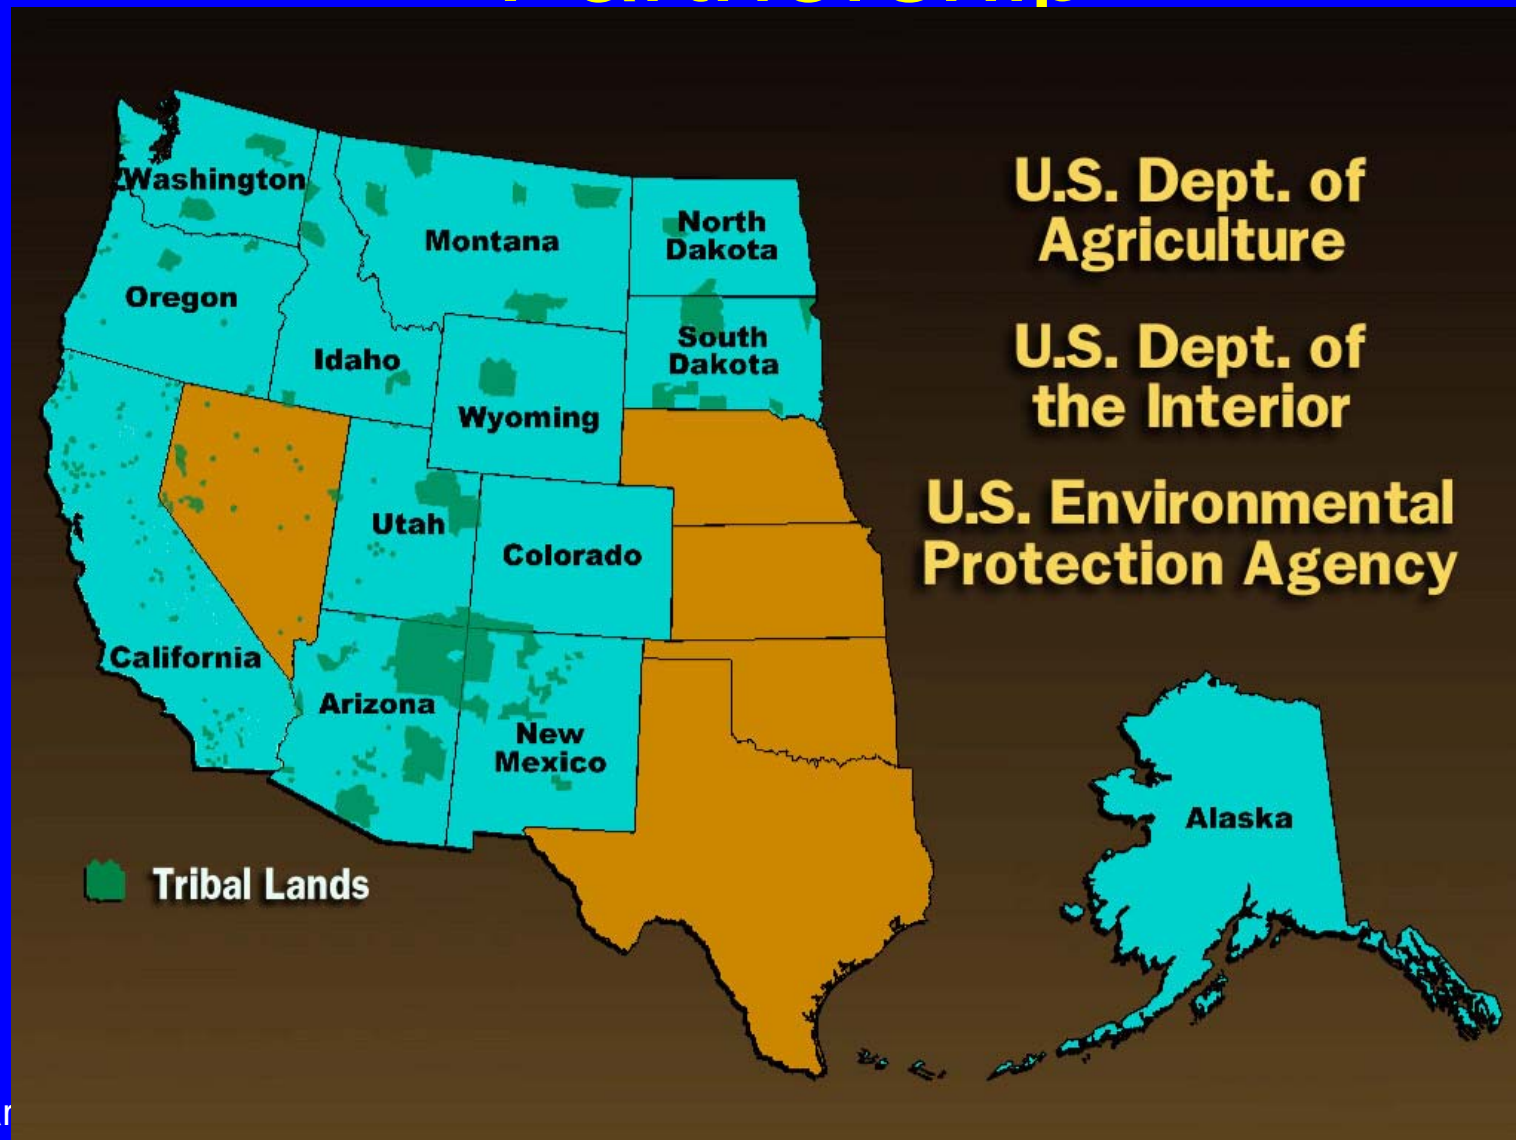 Partnership
Washington
Montana
North
Dakota
Oregon
South
Dakota
Idaho
Wyoming
Utah
Colorado
California
Arizona
New
Mexico
Tribal Lands
U.S. Dept. of
Agriculture
U.S. Dept. of
the Interior
U.S. Environmental
Protection Agency
Alaska